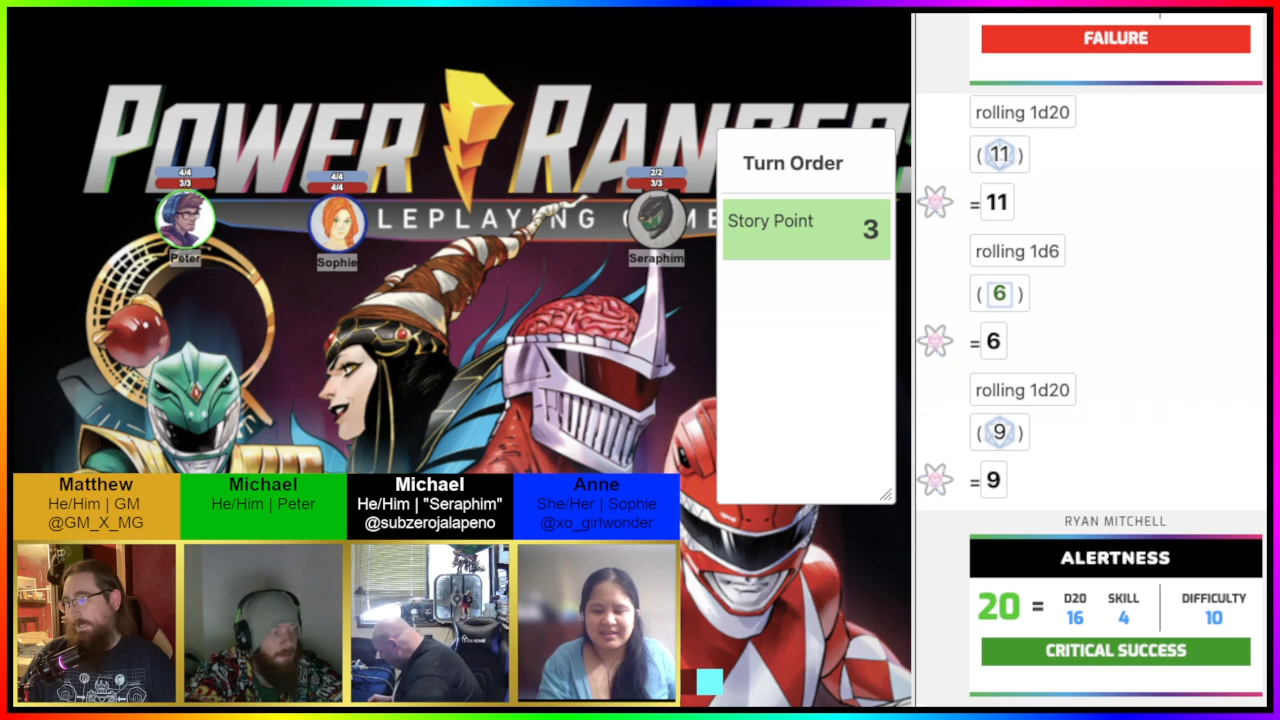 POWER RANGERS
ROLEPLAYING GAME
4/4
3/3
Peter
4/4
4/4
Sophie
2/2
3/3
Seraphim
Turn Order
Story Point 3
Matthew
He/Him | GM
@GM_X_MG
Michael
He/Him | Peter
Michael
He/Him | "Seraphim"
@subzerojalapeno
Anne
She/Her | Sophie
@xo_girlwonder
FAILURE
rolling 1d20
( 11 )
= 11
rolling 1d6
( 6 )
= 6
rolling 1d20
( 9 )
= 9
RYAN MITCHELL
ALERTNESS
20 = D20 SKILL DIFFICULTY
16 4 10
CRITICAL SUCCESS